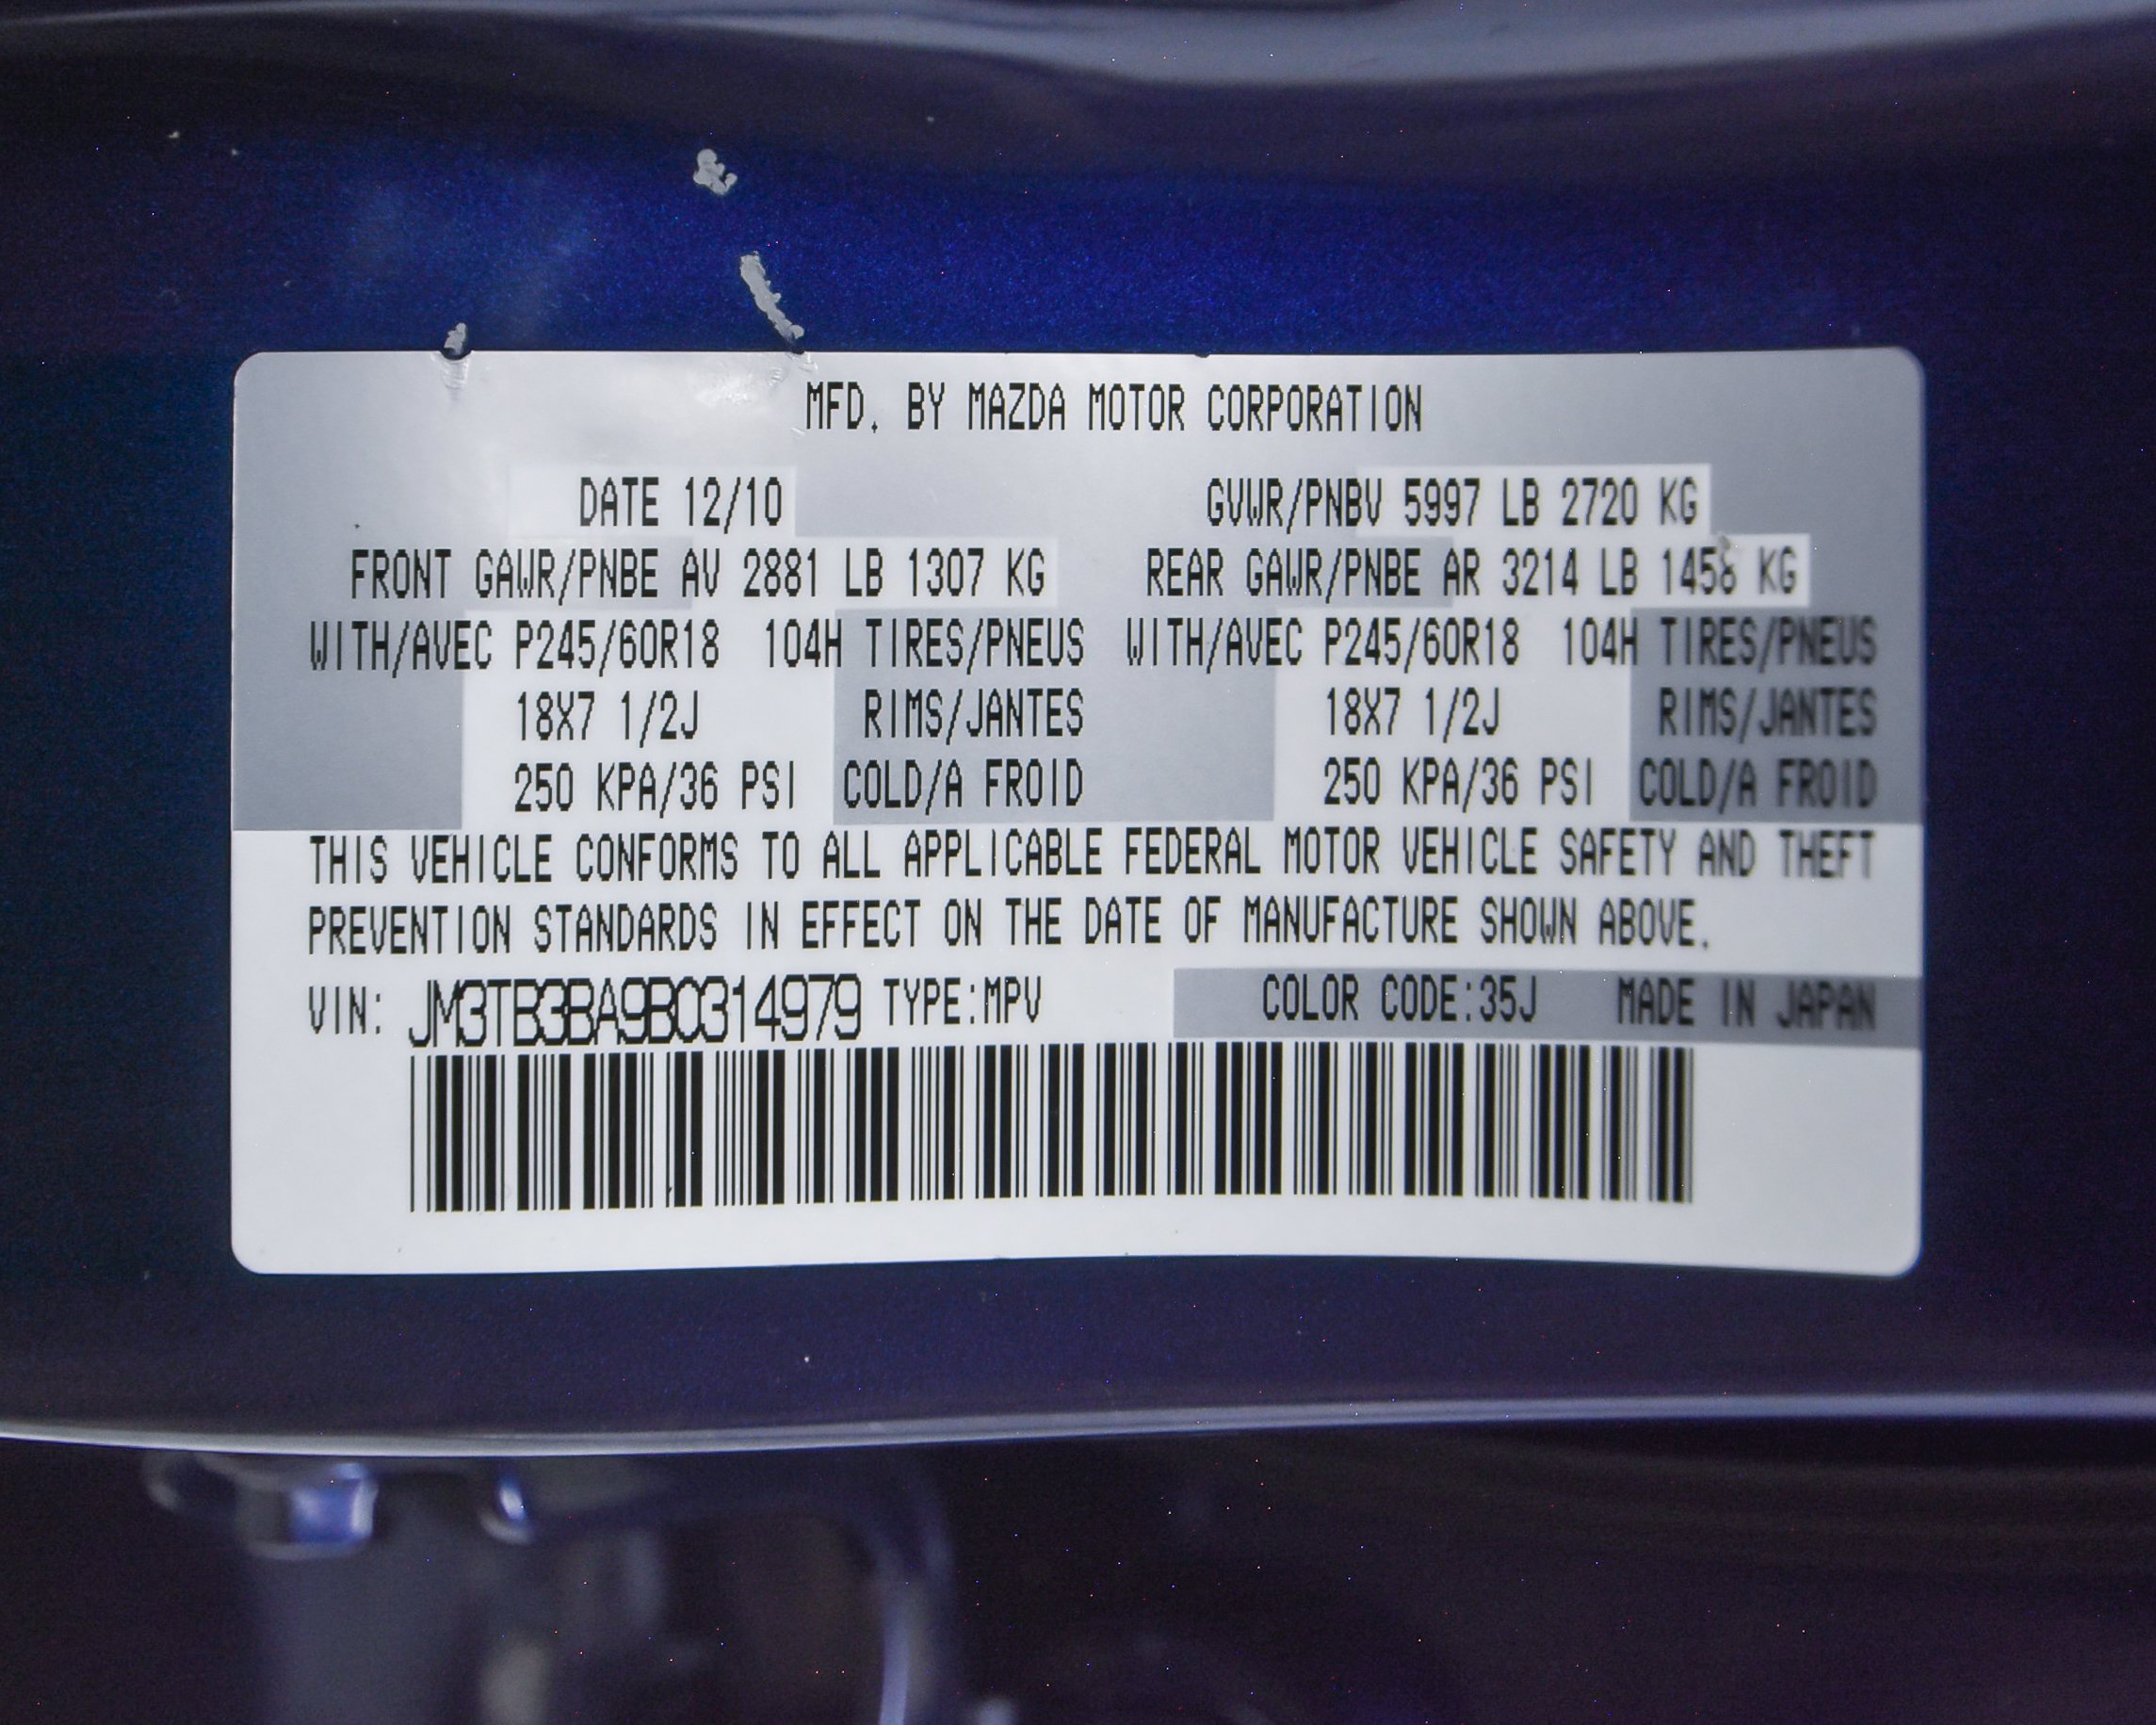 MFD. BY MAZDA MOTOR CORPORATION
DATE 12/10 GVWR/PNBV 5997 LB 2720 KG
FRONT GAWR/PNBE AV 2881 LB 1307 KG REAR GAWR/PNBE AR 3214 LB 1458 KG
WITH/AVEC P245/60R18 104H TIRES/PNEUS WITH/AVEC P245/60R18 104H TIRES/PNEUS
18X7 1/2J RIMS/JANTES 18X7 1/2J RIMS/JANTES
250 KPA/36 PSI COLD/A FROID 250 KPA/36 PSI COLD/A FROID
THIS VEHICLE CONFORMS TO ALL APPLICABLE FEDERAL MOTOR VEHICLE SAFETY AND THEFT
PREVENTION STANDARDS IN EFFECT ON THE DATE OF MANUFACTURE SHOWN ABOVE.
VIN: JM3TB3BA9B0314979 TYPE:MPV COLOR CODE:35J MADE IN JAPAN